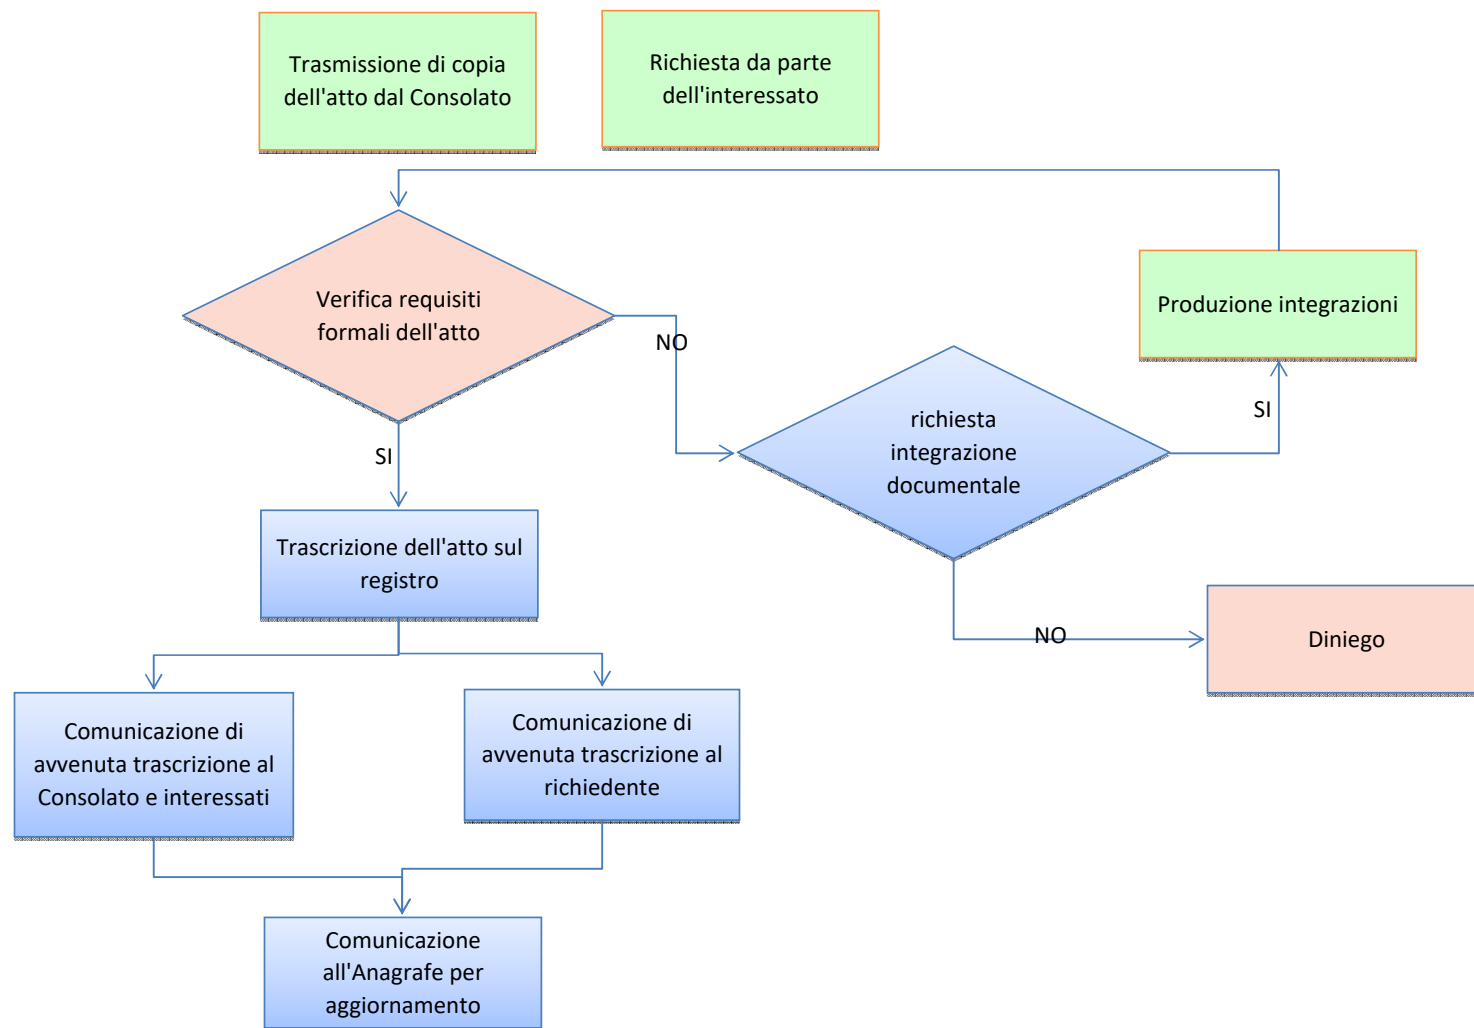 Trasmissione di copia
dell'atto dal Consolato
Richiesta da parte
dell'interessato
Verifica requisiti
formali dell'atto
NO
Produzione integrazioni
SI
richiesta
integrazione
documentale
SI
Trascrizione dell'atto sul
registro
NO
Diniego
Comunicazione di
avvenuta trascrizione al
Consolato e interessati
Comunicazione di
avvenuta trascrizione al
richiedente
Comunicazione
all'Anagrafe per
aggiornamento